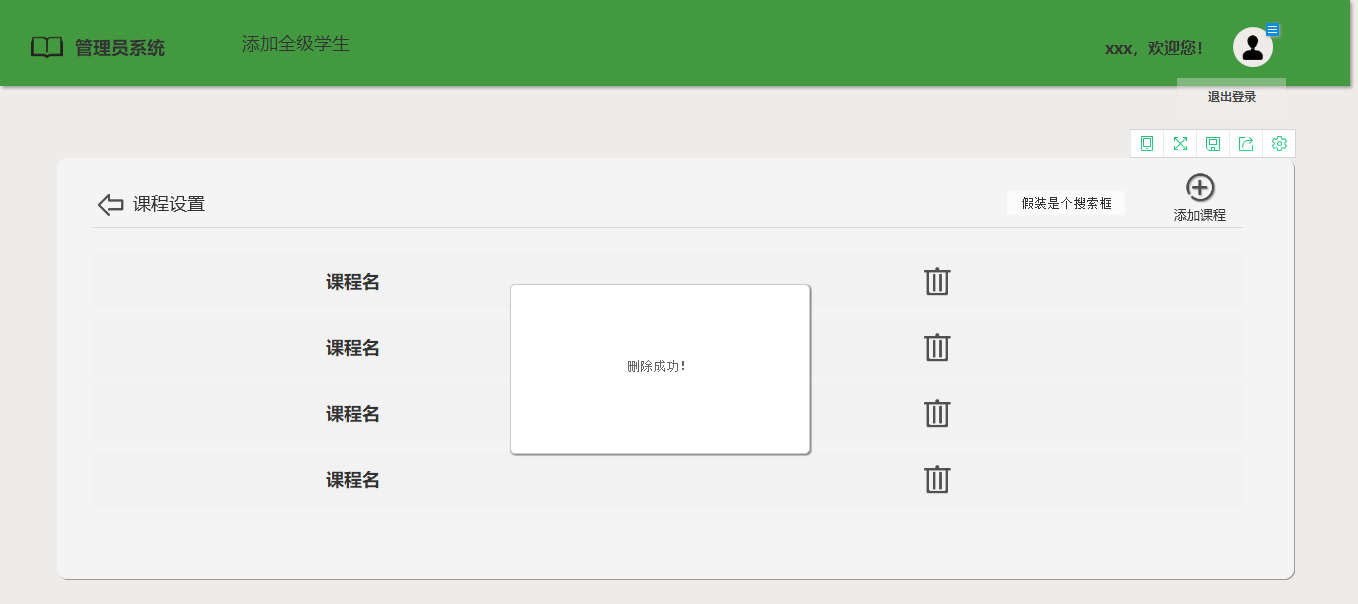 管理员系统
添加全级学生
xxx，欢迎您！
退出登录
课程设置
假装是个搜索框
添加课程
课程名
课程名
删除成功！
课程名
课程名